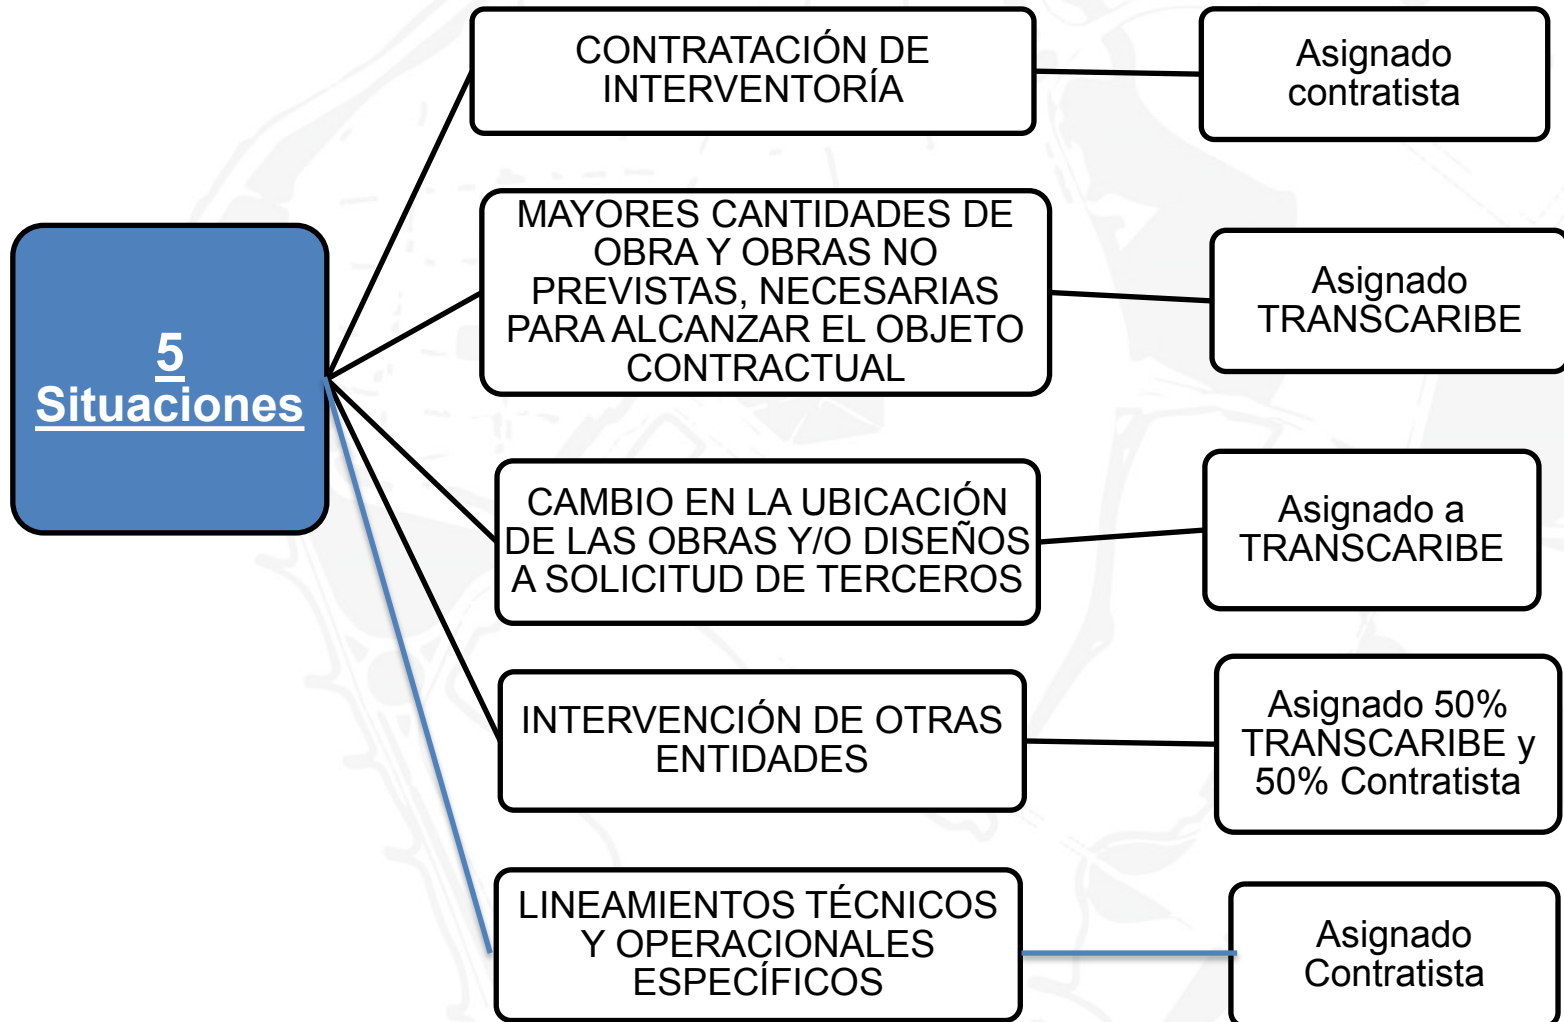 5
Situaciones
CONTRATACIÓN DE
INTERVENTORÍA
Asignado
contratista
MAYORES CANTIDADES DE
OBRA Y OBRAS NO
PREVISTAS, NECESARIAS
PARA ALCANZAR EL OBJETO
CONTRACTUAL
Asignado
TRANSCARIBE
CAMBIO EN LA UBICACIÓN
DE LAS OBRAS Y/O DISEÑOS
A SOLICITUD DE TERCEROS
Asignado a
TRANSCARIBE
INTERVENCIÓN DE OTRAS
ENTIDADES
Asignado 50%
TRANSCARIBE y
50% Contratista
LINEAMIENTOS TÉCNICOS
Y OPERACIONALES
ESPECÍFICOS
Asignado
Contratista